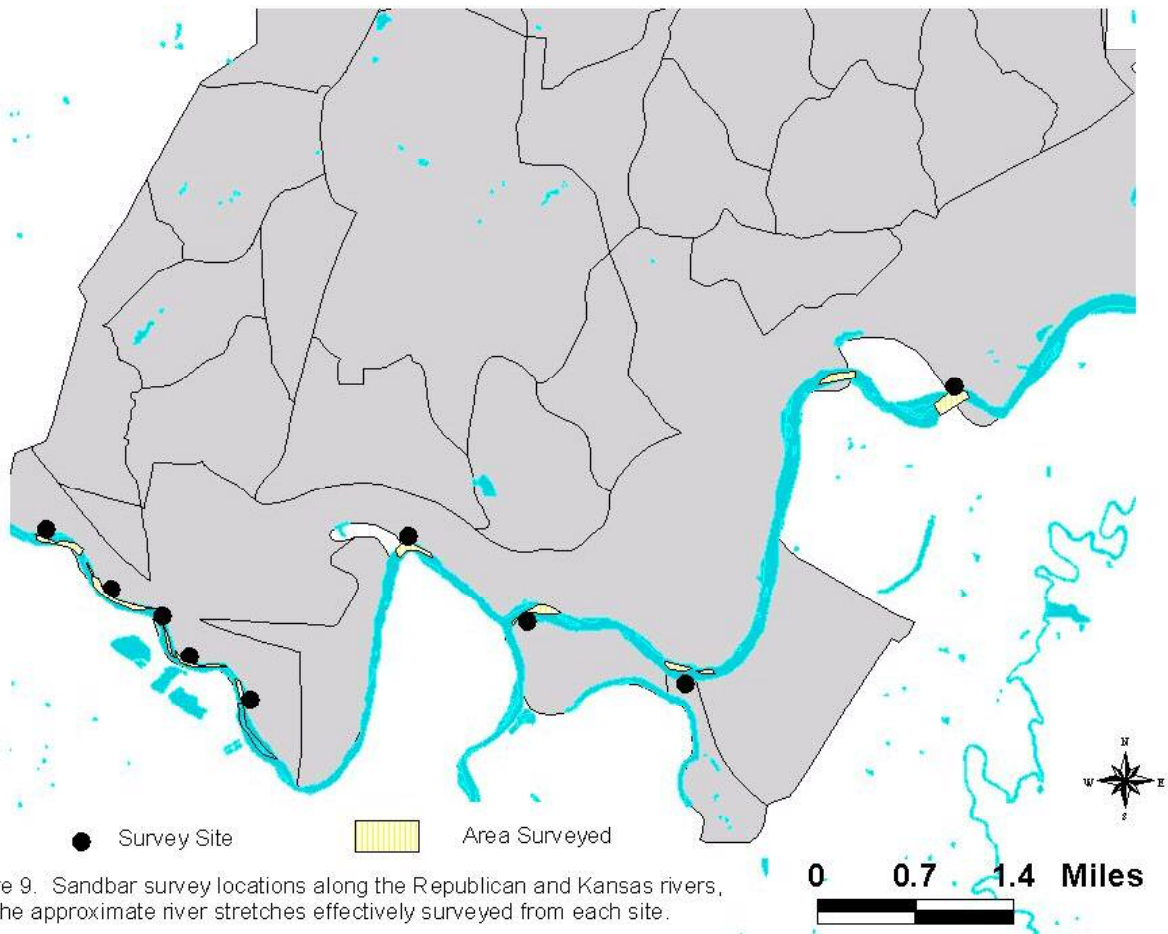 N
W E
S
Survey Site
Area Surveyed
0 0.7 1.4 Miles
e 9. Sandbar survey locations along the Republican and Kansas rivers,
he approximate river stretches effectively surveyed from each site.